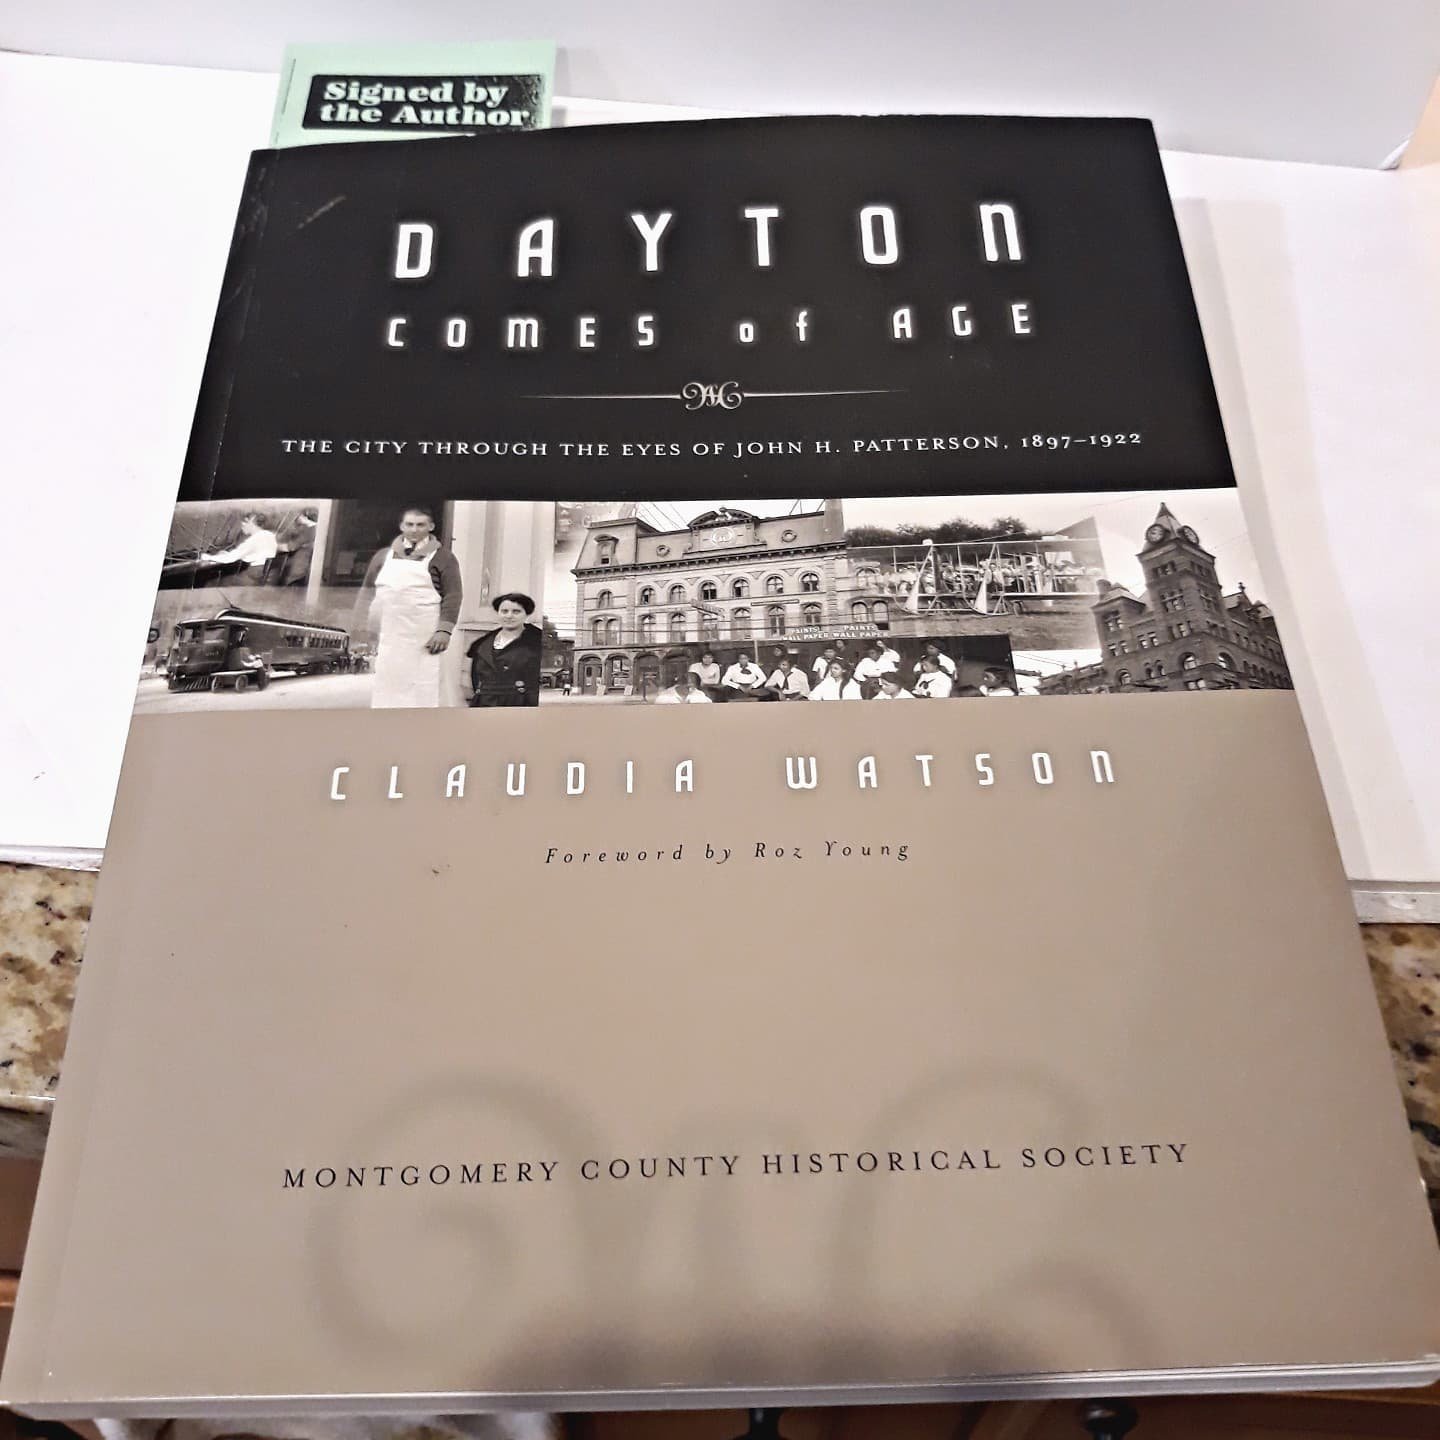 Signed by
the Author
DAYTON
COMES of AGE
THE CITY THROUGH THE EYES OF JOHN H. PATTERSON, 1897–1922
PAINTS
PAINTS
WALL PAPER WALL PAPER
CLAUDIA WATSON
Foreword by Roz Young
MONTGOMERY COUNTY HISTORICAL SOCIETY